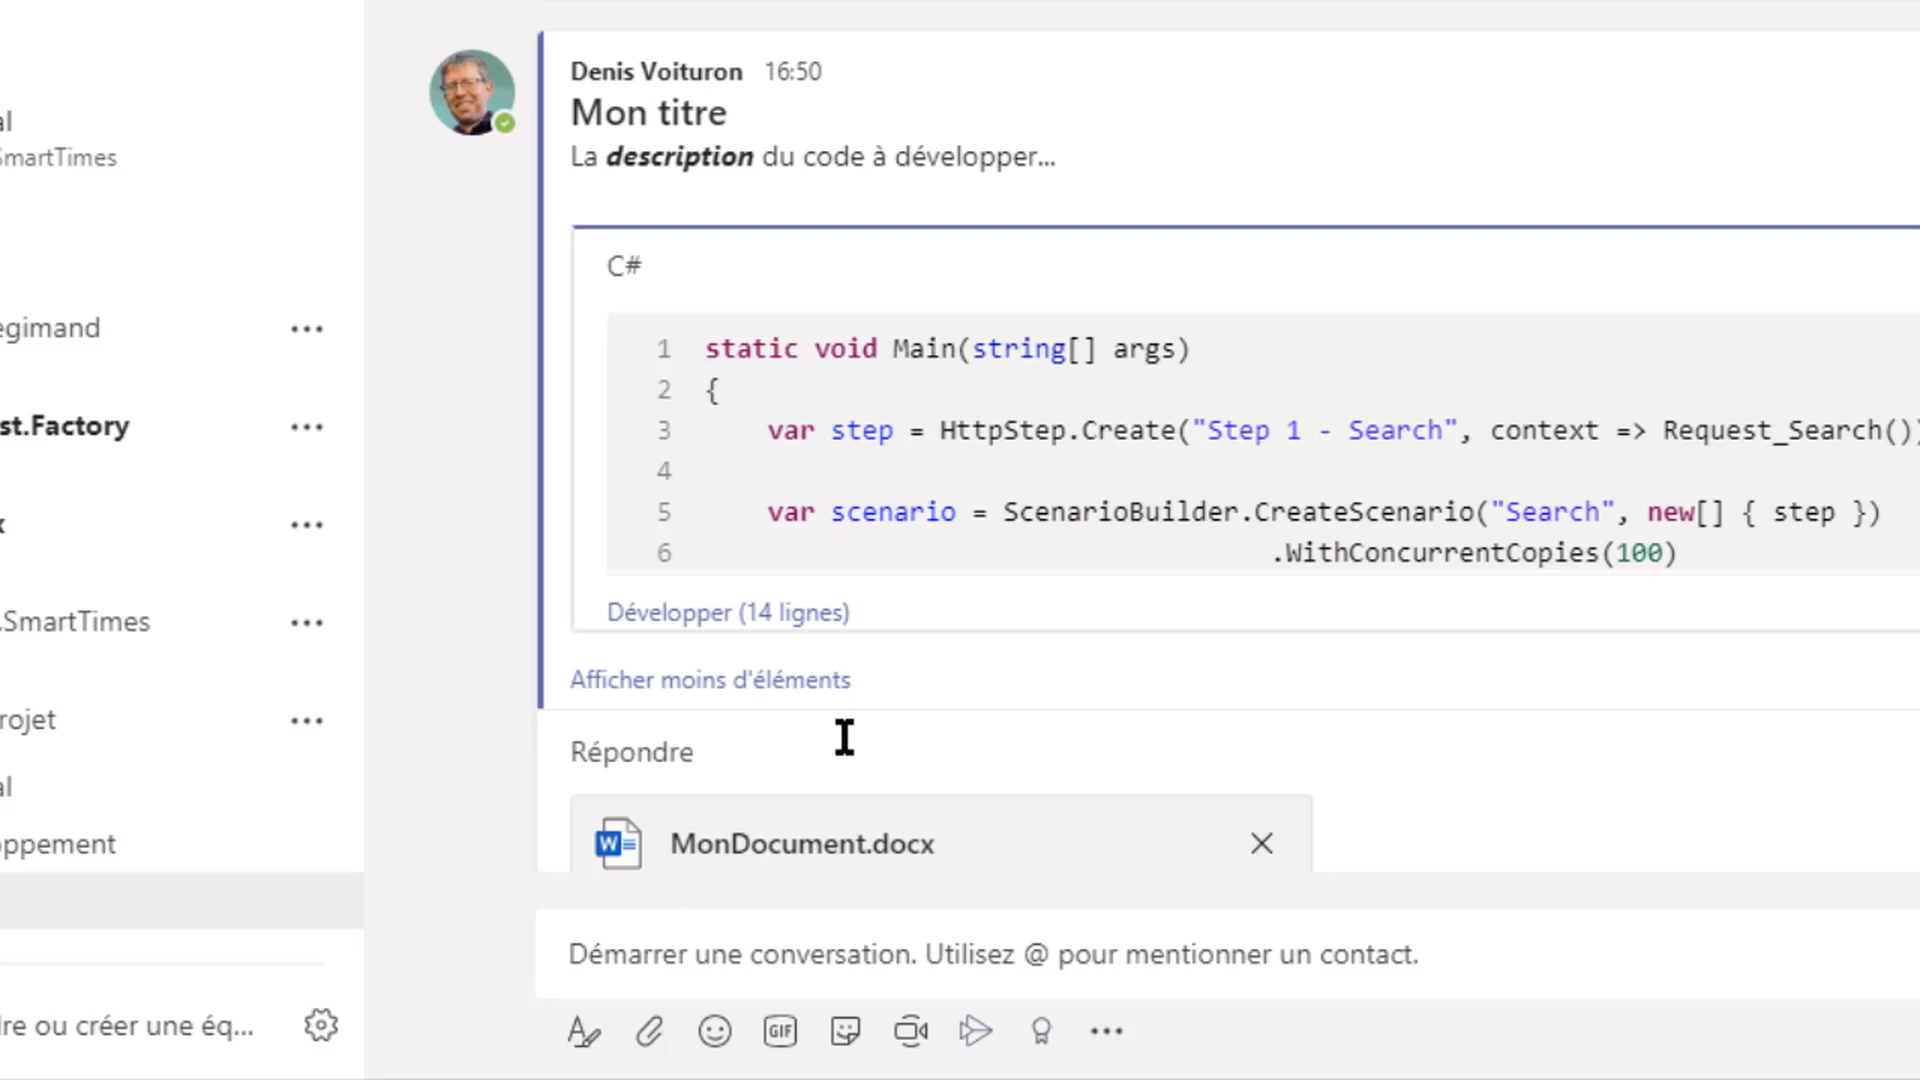 al
SmartTimes
egimand
st.Factory
x
.SmartTimes
rojet
al
oppement
dre ou créer une éq...
Denis Voituron 16:50
Mon titre
La description du code à développer...
C#
1 static void Main(string[] args)
2 {
3 var step = HttpStep.Create("Step 1 - Search", context => Request_Search())
4
5 var scenario = ScenarioBuilder.CreateScenario("Search", new[] { step })
6 .WithConcurrentCopies(100)
Développer (14 lignes)
Afficher moins d'éléments
Répondre
MonDocument.docx
Démarrer une conversation. Utilisez @ pour mentionner un contact.
GIF